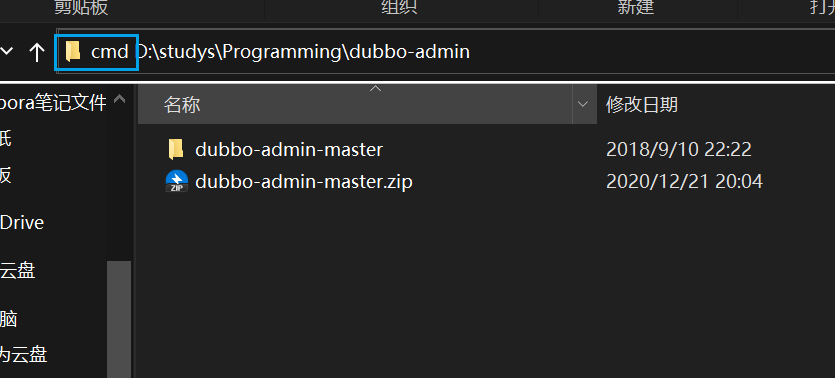 剪贴板 组织 新建 打开
cmd D:\studys\Programming\dubbo-admin
pora笔记文件
名称 修改日期
纸
dubbo-admin-master 2018/9/10 22:22
板
dubbo-admin-master.zip 2020/12/21 20:04
ZIP
Drive
云盘
脑
为云盘